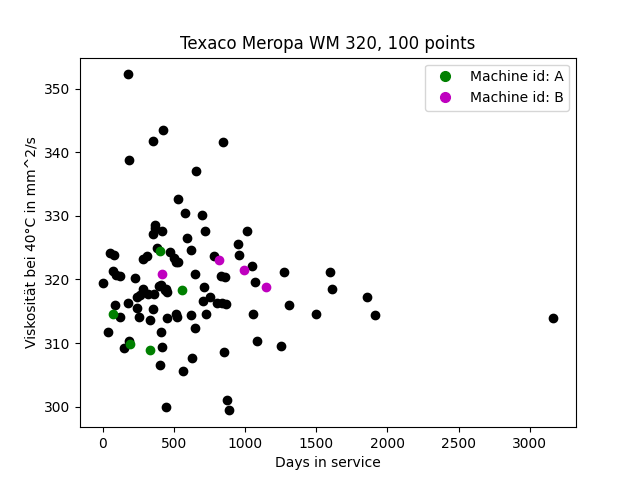 Texaco Meropa WM 320, 100 points
Machine id: A
Machine id: B
Viskosität bei 40°C in mm^2/s
350
340
330
320
310
300
0 500 1000 1500 2000 2500 3000
Days in service